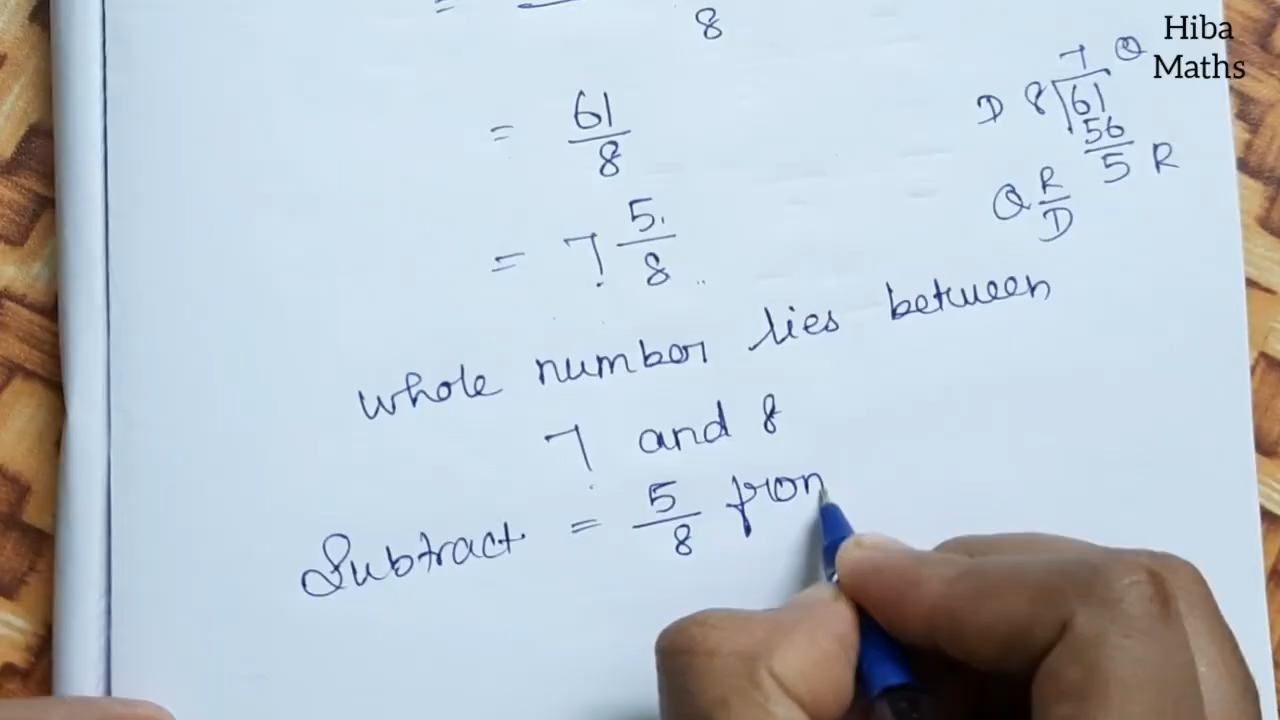 Hiba
Maths
= 8
= 61/8
= 7 5/8
7 Q
D 8)61
56
5 R
Q R/D
whole number lies between
7 and 8
Subtract = 5/8 from